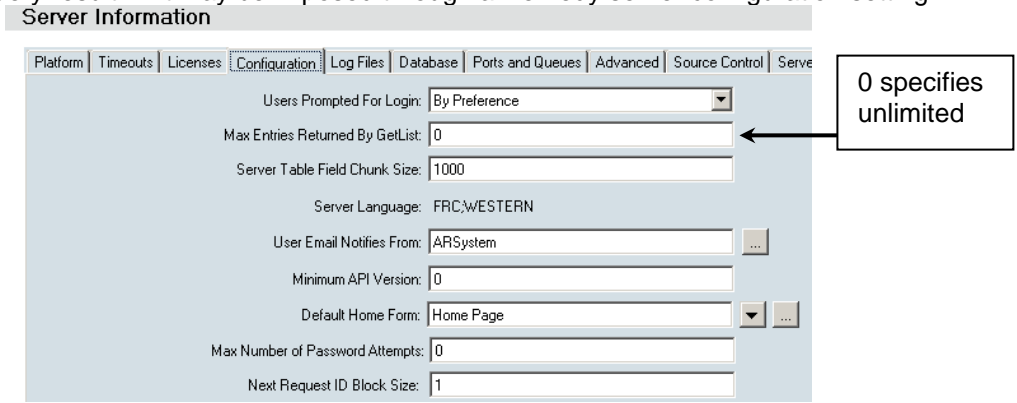 Server Information
Platform Timeouts Licenses Configuration Log Files Database Ports and Queues Advanced Source Control Serve
0 specifies
unlimited
Users Prompted For Login: By Preference
Max Entries Returned By GetList: 0
Server Table Field Chunk Size: 1000
Server Language: FRC;WESTERN
User Email Notifies From: ARSystem ...
Minimum API Version: 0
Default Home Form: Home Page ...
Max Number of Password Attempts: 0
Next Request ID Block Size: 1